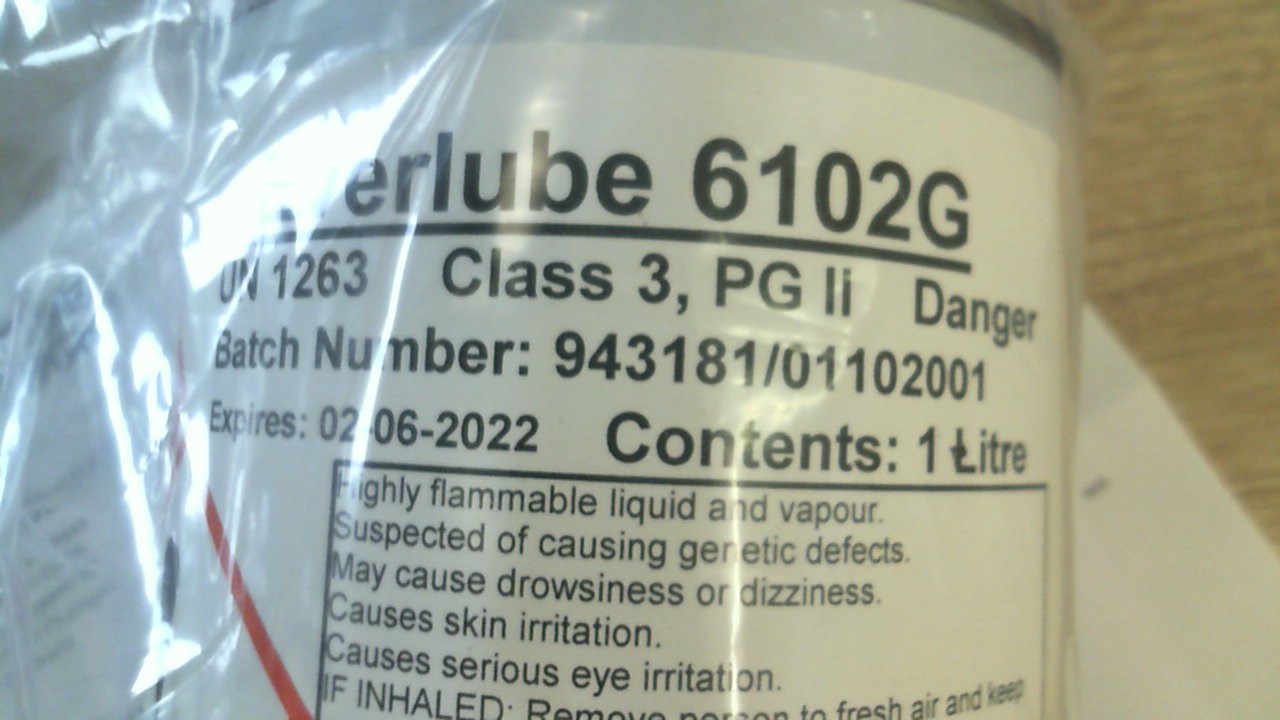 erlube 6102G
UN 1263 Class 3, PG Ii Danger
Batch Number: 943181/01102001
Expires: 02-06-2022 Contents: 1 Litre
Highly flammable liquid and vapour.
Suspected of causing genetic defects.
May cause drowsiness or dizziness.
Causes skin irritation.
Causes serious eye irritation.
IF INHALED: Remove person to fresh air and keep